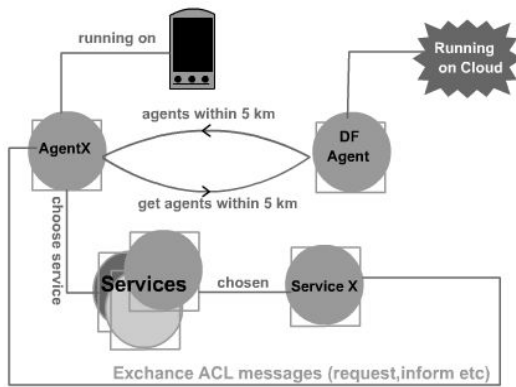 running on
Running
on Cloud
agents within 5 km
AgentX
DF
Agent
get agents within 5 km
choose service
Services
chosen
Service X
Exchance ACL messages (request,inform etc)